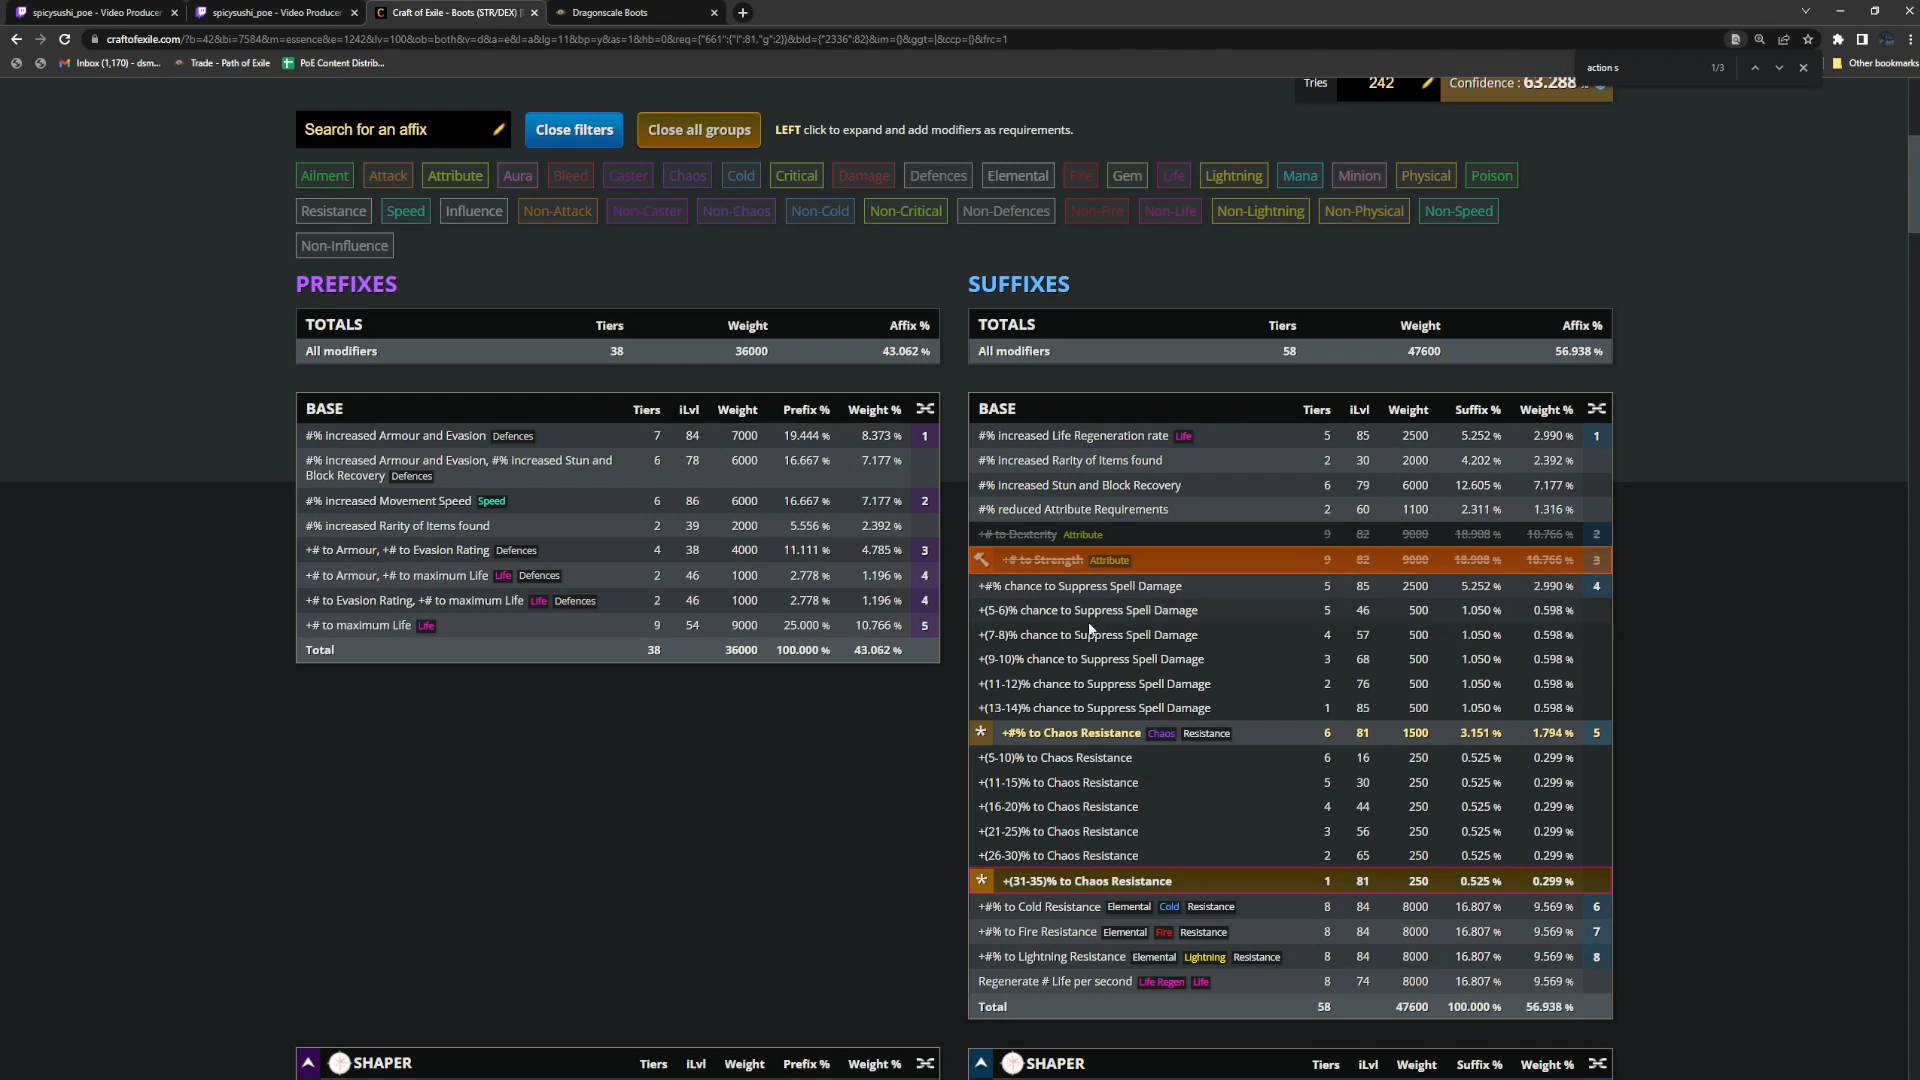 spicysushi_poe - Video Producer
spicysushi_poe - Video Producer
Craft of Exile - Boots (STR/DEX) |
Dragonscale Boots
craftofexile.com/?b=42&bi=7584&m=essence&e=1242&lv=100&ob=both&v=d&a=e&l=a&lg=11&bp=y&as=1&hb=0&req={"661":{"l":81,"g":2}}&bld={"2336":82}&im={}&ggt=|&ccp={}&frc=1
Inbox (1,170) - dsm...
Trade - Path of Exile
PoE Content Distrib...
action s 1/3
Other bookmarks
Tries 242 Confidence : 63.288
Search for an affix
Close filters
Close all groups
LEFT click to expand and add modifiers as requirements.
Ailment Attack Attribute Aura Bleed Caster Chaos Cold Critical Damage Defences Elemental Fire Gem Life Lightning Mana Minion Physical Poison
Resistance Speed Influence Non-Attack Non-Caster Non-Chaos Non-Cold Non-Critical Non-Defences Non-Fire Non-Life Non-Lightning Non-Physical Non-Speed
Non-Influence
PREFIXES
TOTALS Tiers Weight Affix %
All modifiers 38 36000 43.062 %
BASE Tiers iLvl Weight Prefix % Weight %
#% increased Armour and Evasion Defences 7 84 7000 19.444 % 8.373 % 1
#% increased Armour and Evasion, #% increased Stun and 6 78 6000 16.667 % 7.177 %
Block Recovery Defences
#% increased Movement Speed Speed 6 86 6000 16.667 % 7.177 % 2
#% increased Rarity of Items found 2 39 2000 5.556 % 2.392 %
+# to Armour, +# to Evasion Rating Defences 4 38 4000 11.111 % 4.785 % 3
+# to Armour, +# to maximum Life Life Defences 2 46 1000 2.778 % 1.196 % 4
+# to Evasion Rating, +# to maximum Life Life Defences 2 46 1000 2.778 % 1.196 % 4
+# to maximum Life Life 9 54 9000 25.000 % 10.766 % 5
Total 38 36000 100.000 % 43.062 %
SHAPER Tiers iLvl Weight Prefix % Weight %
SUFFIXES
TOTALS Tiers Weight Affix %
All modifiers 58 47600 56.938 %
BASE Tiers iLvl Weight Suffix % Weight %
#% increased Life Regeneration rate Life 5 85 2500 5.252 % 2.990 % 1
#% increased Rarity of Items found 2 30 2000 4.202 % 2.392 %
#% increased Stun and Block Recovery 6 79 6000 12.605 % 7.177 %
#% reduced Attribute Requirements 2 60 1100 2.311 % 1.316 %
+# to Dexterity Attribute 9 82 9000 18.908 % 10.766 % 2
+# to Strength Attribute 9 82 9000 18.908 % 10.766 % 3
+#% chance to Suppress Spell Damage 5 85 2500 5.252 % 2.990 % 4
+(5-6)% chance to Suppress Spell Damage 5 46 500 1.050 % 0.598 %
+(7-8)% chance to Suppress Spell Damage 4 57 500 1.050 % 0.598 %
+(9-10)% chance to Suppress Spell Damage 3 68 500 1.050 % 0.598 %
+(11-12)% chance to Suppress Spell Damage 2 76 500 1.050 % 0.598 %
+(13-14)% chance to Suppress Spell Damage 1 85 500 1.050 % 0.598 %
* +#% to Chaos Resistance Chaos Resistance 6 81 1500 3.151 % 1.794 % 5
+(5-10)% to Chaos Resistance 6 16 250 0.525 % 0.299 %
+(11-15)% to Chaos Resistance 5 30 250 0.525 % 0.299 %
+(16-20)% to Chaos Resistance 4 44 250 0.525 % 0.299 %
+(21-25)% to Chaos Resistance 3 56 250 0.525 % 0.299 %
+(26-30)% to Chaos Resistance 2 65 250 0.525 % 0.299 %
* +(31-35)% to Chaos Resistance 1 81 250 0.525 % 0.299 %
+#% to Cold Resistance Elemental Cold Resistance 8 84 8000 16.807 % 9.569 % 6
+#% to Fire Resistance Elemental Fire Resistance 8 84 8000 16.807 % 9.569 % 7
+#% to Lightning Resistance Elemental Lightning Resistance 8 84 8000 16.807 % 9.569 % 8
Regenerate # Life per second Life Regen Life 8 74 8000 16.807 % 9.569 %
Total 58 47600 100.000 % 56.938 %
SHAPER Tiers iLvl Weight Suffix % Weight %